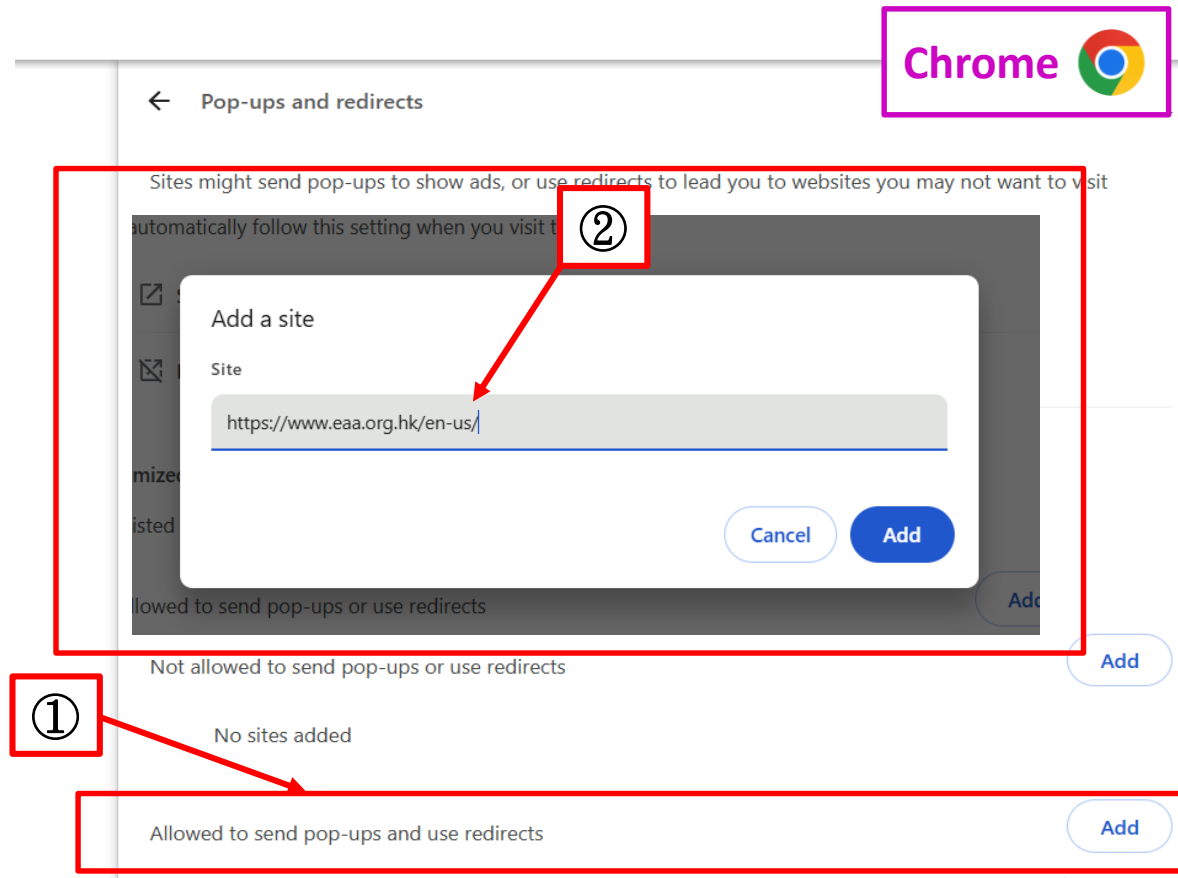 Chrome
Pop-ups and redirects
Sites might send pop-ups to show ads, or use redirects to lead you to websites you may not want to visit
automatically follow this setting when you visit
②
Add a site
Site
https://www.eaa.org.hk/en-us/
Cancel
Add
to send pop-ups or use redirects
Not allowed to send pop-ups or use redirects
Add
①
No sites added
Allowed to send pop-ups and use redirects
Add